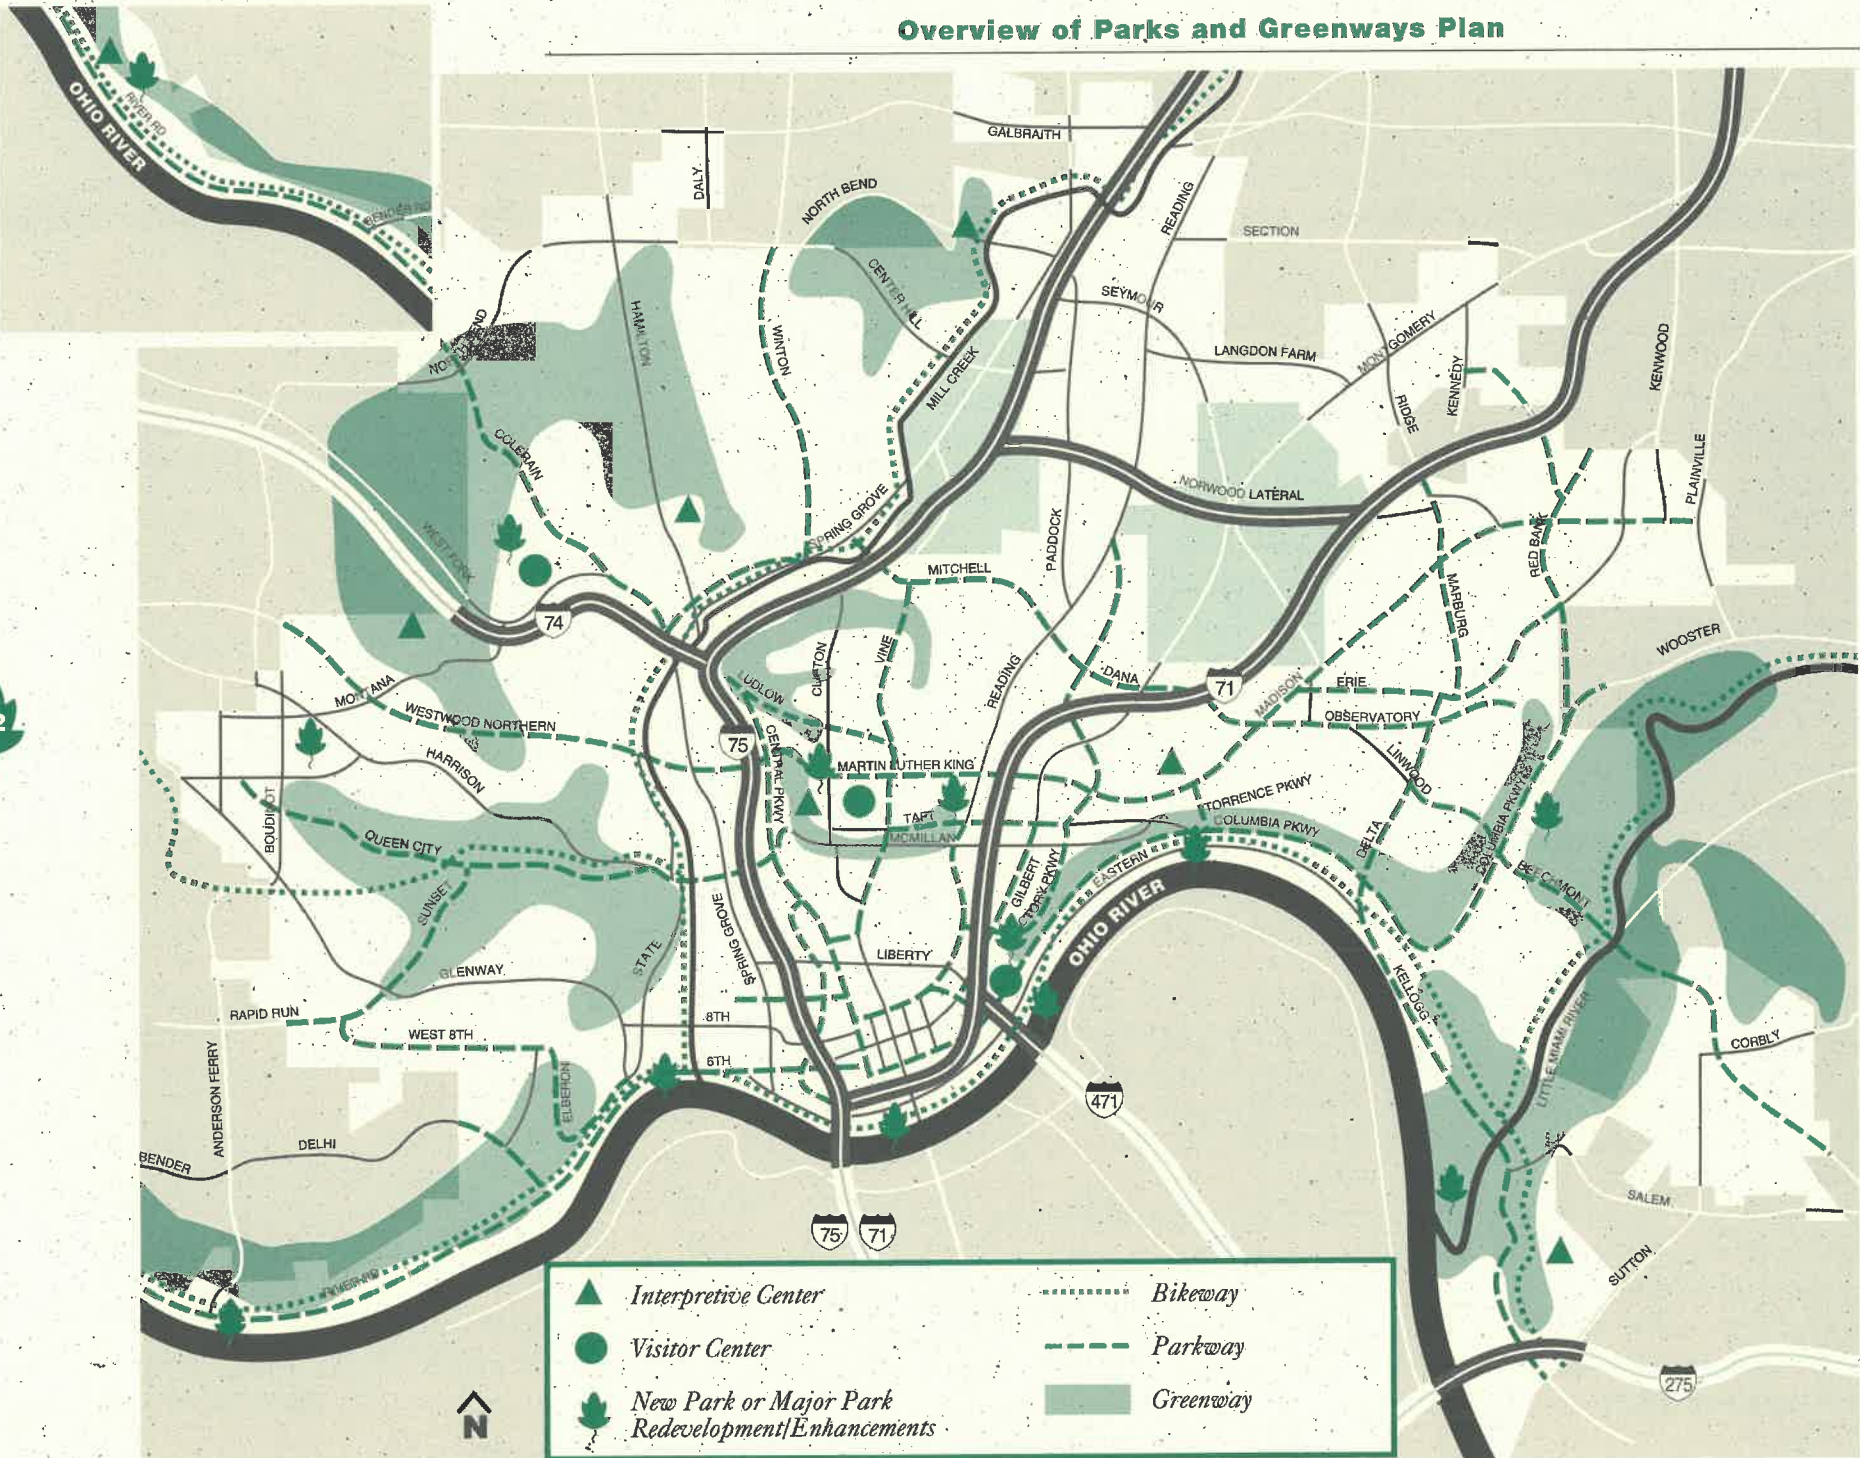 Overview of Parks and Greenways Plan
OHIO RIVER
RIVER RD
BENDER RD
GALBRAITH
DALY
NORTH BEND
READING
SECTION
CENTER HILL
SEYMOUR
HAMILTON
WINTON
MILL CREEK
LANGDON FARM
MONTGOMERY
KENNEDY
KENWOOD
RIDGE
COLERAIN
PLAINVILLE
NORWOOD LATERAL
SPRING GROVE
PADDOCK
RED BANK
WEST FORK
MITCHELL
MARBURG
74
WOOSTER
VINE
CLIFTON
READING
DANA
71
MADISON
ERIE
MONTANA
LUDLOW
WESTWOOD NORTHERN
OBSERVATORY
75
CENTRAL PKWY
HARRISON
MARTIN LUTHER KING
LINWOOD
TORRENCE PKWY
COLUMBIA PKWY
BOUDINOT
TAFT
COLUMBIA PKWY
MCMILLAN
QUEEN CITY
DELTA
EASTERN
GILBERT
BEECHMONT
SUNSET
OHIO RIVER
SPRING GROVE
STATE
LIBERTY
GLENWAY
KELLOGG
RAPID RUN
8TH
WEST 8TH
LITTLE MIAMI RIVER
CORBLY
6TH
ANDERSON FERRY
ELBERON
471
DELHI
BENDER
SALEM
75
71
SUTTON
RIVER RD
Interpretive Center
Bikeway
Visitor Center
Parkway
New Park or Major Park
Redevelopment/Enhancements
Greenway
275
N